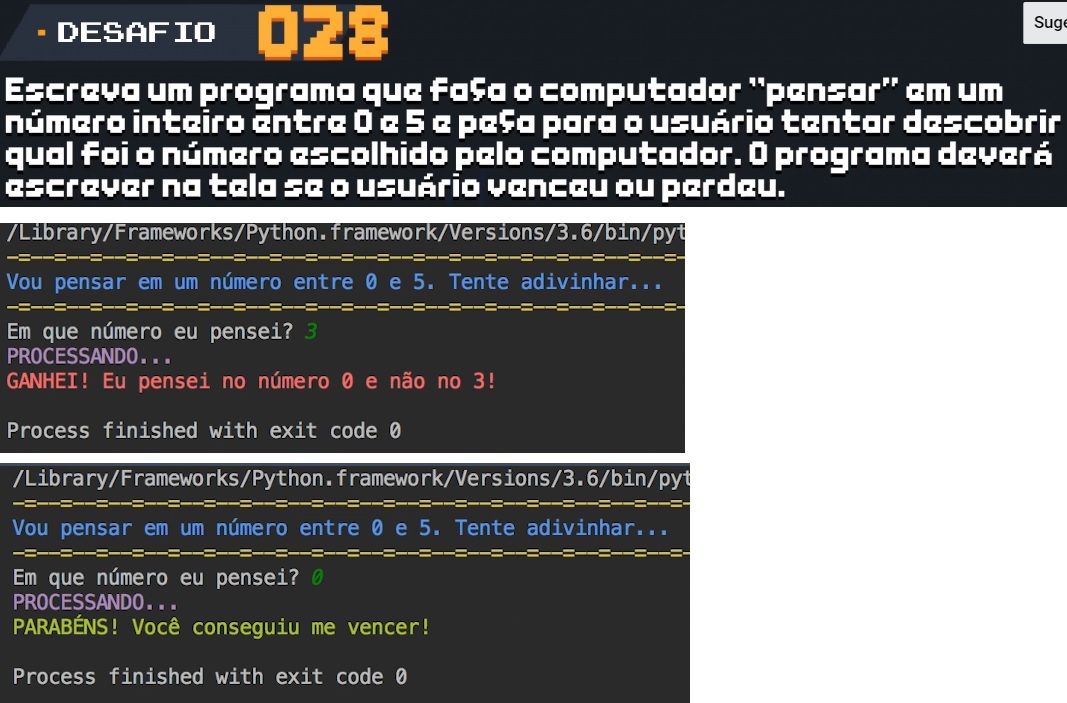 DESAFIO 028
Suge
Escreva um programa que faça o computador "pensar" em um
número inteiro entre 0 e 5 e peça para o usuário tentar descobrir
qual foi o número escolhido pelo computador. O programa deverá
escrever na tela se o usuário venceu ou perdeu.
/Library/Frameworks/Python.framework/Versions/3.6/bin/pyt
-=--=--=--=--=--=--=--=--=--=--=--=--=--=--=--=--=--=--=-
Vou pensar em um número entre 0 e 5. Tente adivinhar...
-=--=--=--=--=--=--=--=--=--=--=--=--=--=--=--=--=--=--=-
Em que número eu pensei? 3
PROCESSANDO...
GANHEI! Eu pensei no número 0 e não no 3!
Process finished with exit code 0
/Library/Frameworks/Python.framework/Versions/3.6/bin/pyt
-=--=--=--=--=--=--=--=--=--=--=--=--=--=--=--=--=--=--=-
Vou pensar em um número entre 0 e 5. Tente adivinhar...
-=--=--=--=--=--=--=--=--=--=--=--=--=--=--=--=--=--=--=-
Em que número eu pensei? 0
PROCESSANDO...
PARABÉNS! Você conseguiu me vencer!
Process finished with exit code 0